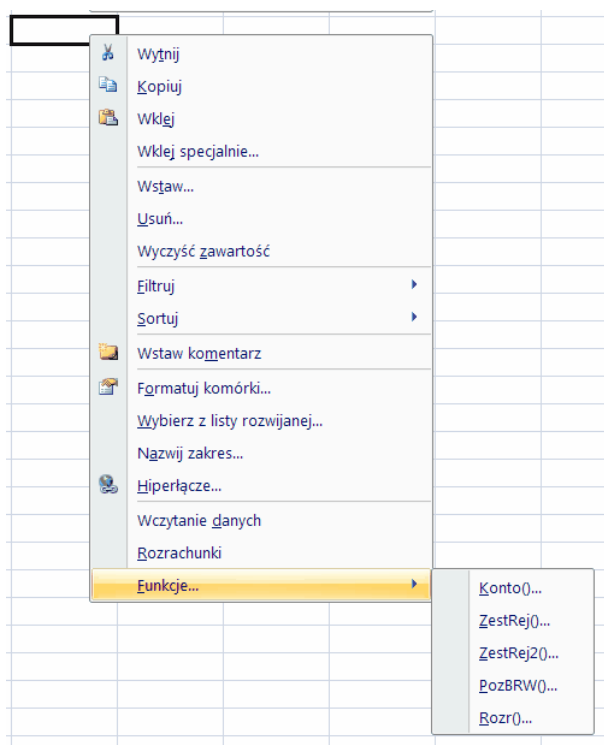 Wytnij
Kopiuj
Wklej
Wklej specjalnie...
Wstaw...
Usuń...
Wyczyść zawartość
Filtruj
Sortuj
Wstaw komentarz
Formatuj komórki...
Wybierz z listy rozwijanej...
Nazwij zakres...
Hiperłącze...
Wczytanie danych
Rozrachunki
Funkcje...
Konto()...
ZestRej()...
ZestRej2()...
PozBRW()...
Rozr()...